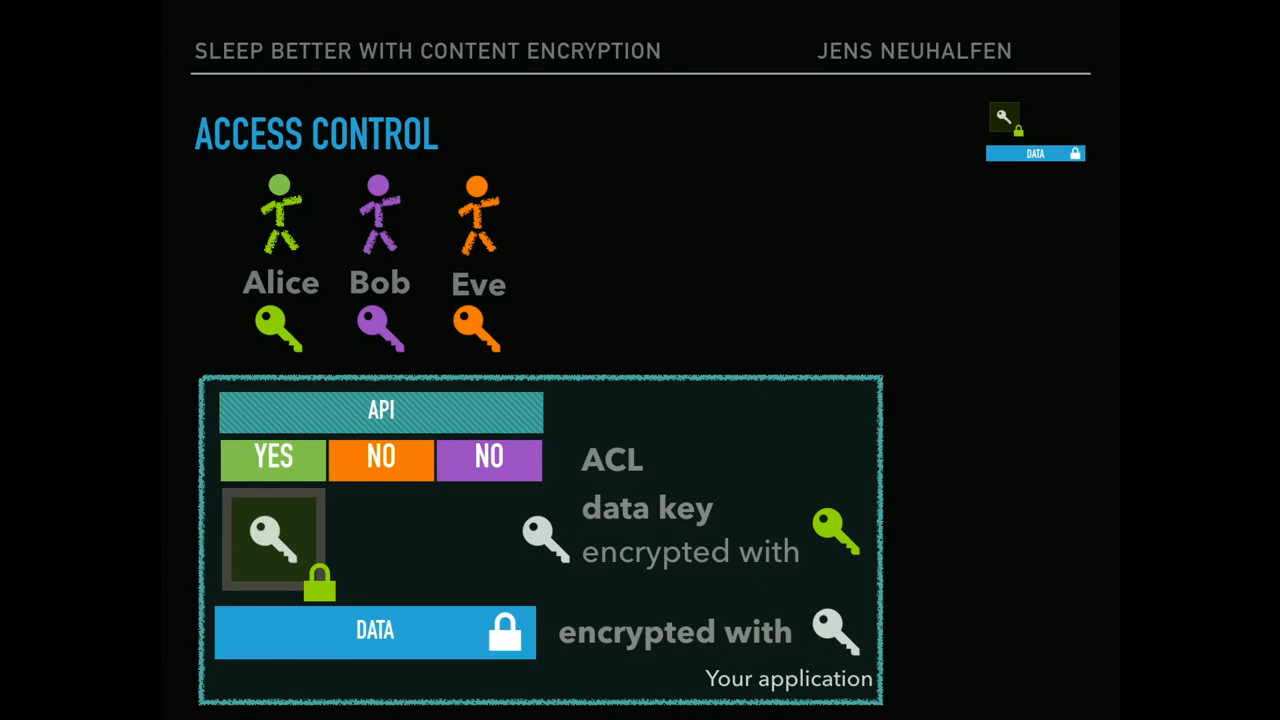 SLEEP BETTER WITH CONTENT ENCRYPTION JENS NEUHALFEN
ACCESS CONTROL
DATA
Alice Bob Eve
API
YES NO NO ACL
data key
encrypted with
DATA encrypted with
Your application